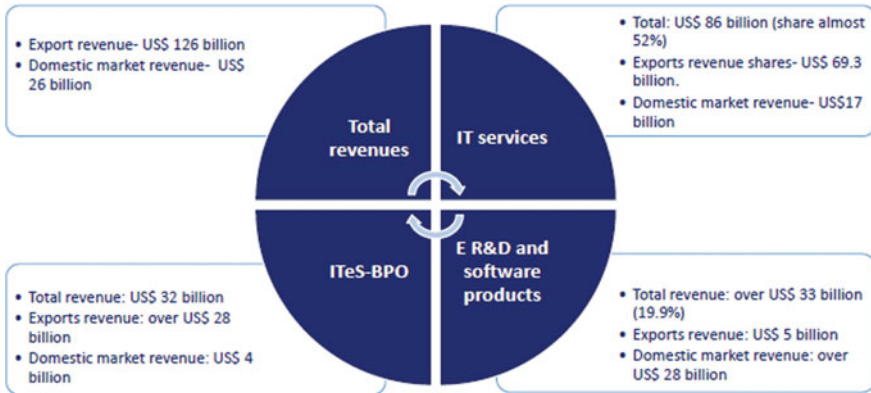 • Export revenue- US$ 126 billion
• Domestic market revenue- US$
26 billion
• Total: US$ 86 billion (share almost
52%)
• Exports revenue shares- US$ 69.3
billion.
• Domestic market revenue- US$17
billion
Total
revenues
IT services
ITeS-BPO
E R&D and
software
products
• Total revenue: US$ 32 billion
• Exports revenue: over US$ 28
billion
• Domestic market revenue: US$ 4
billion
• Total revenue: over US$ 33 billion
(19.9%)
• Exports revenue: US$ 5 billion
• Domestic market revenue: over
US$ 28 billion